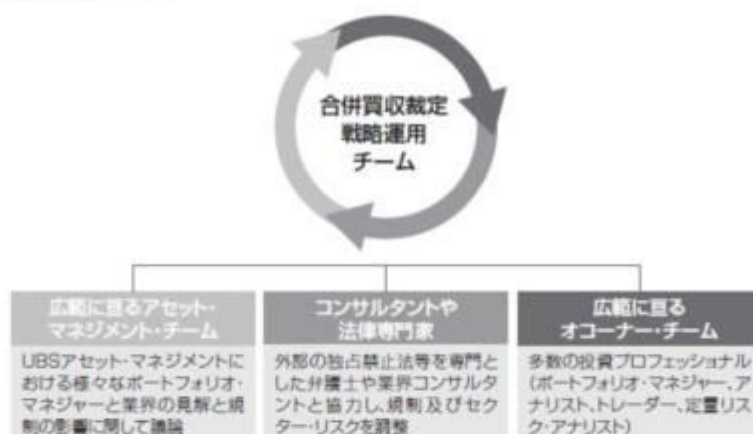 合併買収裁定
戦略運用
チーム
広範に亘るアセット・
マネジメント・チーム
UBSアセット・マネジメントに
おける様々なポートフォリオ・
マネジャーと業界の見解と規
制の影響に関して議論
コンサルタントや
法律専門家
外部の独占禁止法等を専門と
した弁護士や業界コンサルタ
ントと協力し、規制及びセク
ター・リスクを調整
広範に亘る
オコーナー・チーム
多数の投資プロフェッショナル
(ポートフォリオ・マネジャー、ア
ナリスト、トレーダー、定量リス
ク・アナリスト)